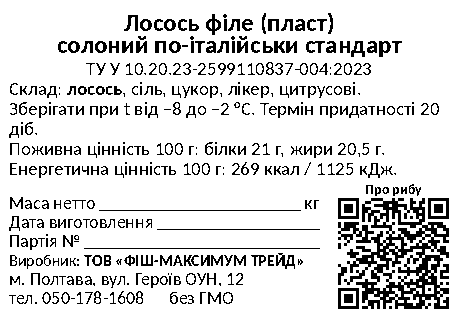 Лосось філе (пласт)
солоний по-італійськи стандарт
ТУ У 10.20.23-2599110837-004:2023
Склад: лосось, сіль, цукор, лікер, цитрусові.
Зберігати при t від –8 до –2 °C. Термін придатності 20
діб.
Поживна цінність 100 г: білки 21 г, жири 20,5 г.
Енергетична цінність 100 г: 269 ккал / 1125 кДж.
Про рибу
Маса нетто ______________________ кг
Дата виготовлення __________________
Партія № __________________________
Виробник: ТОВ «ФІШ-МАКСИМУМ ТРЕЙД»
м. Полтава, вул. Героїв ОУН, 12
тел. 050-178-1608 без ГМО